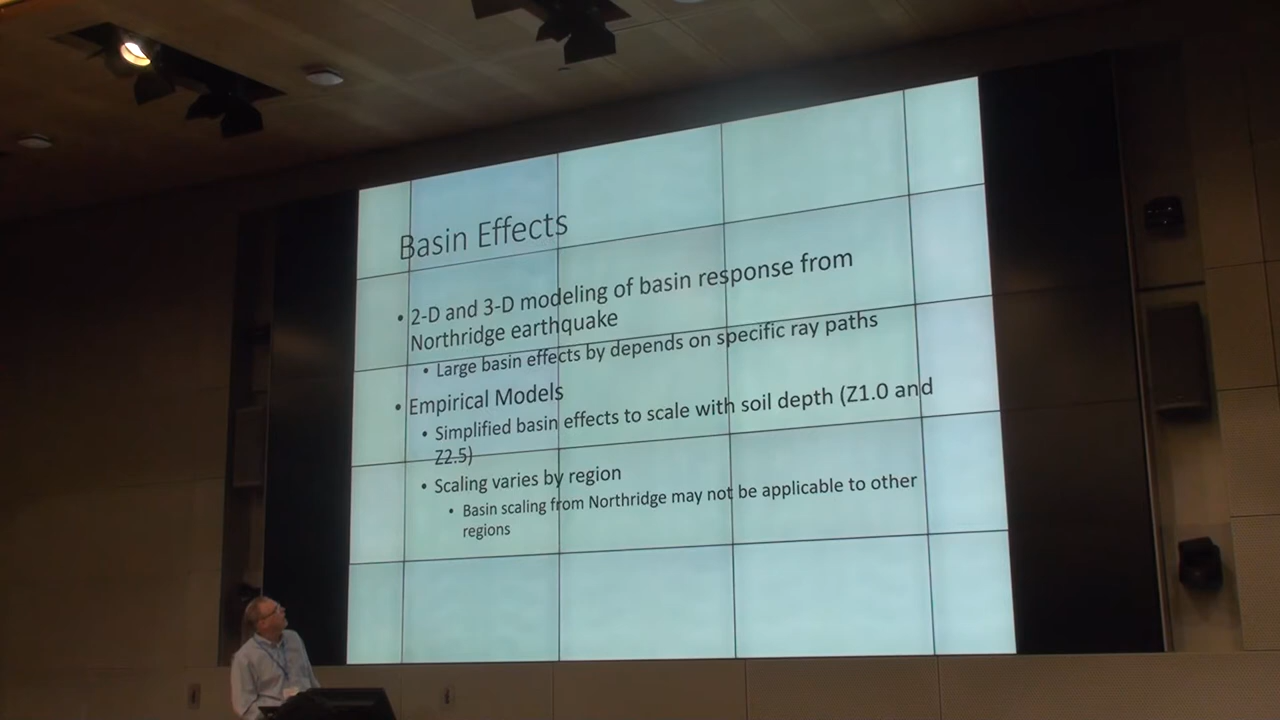 Basin Effects
• 2-D and 3-D modeling of basin response from
Northridge earthquake
• Large basin effects by depends on specific ray paths
• Empirical Models
• Simplified basin effects to scale with soil depth (Z1.0 and
Z2.5)
• Scaling varies by region
• Basin scaling from Northridge may not be applicable to other
regions